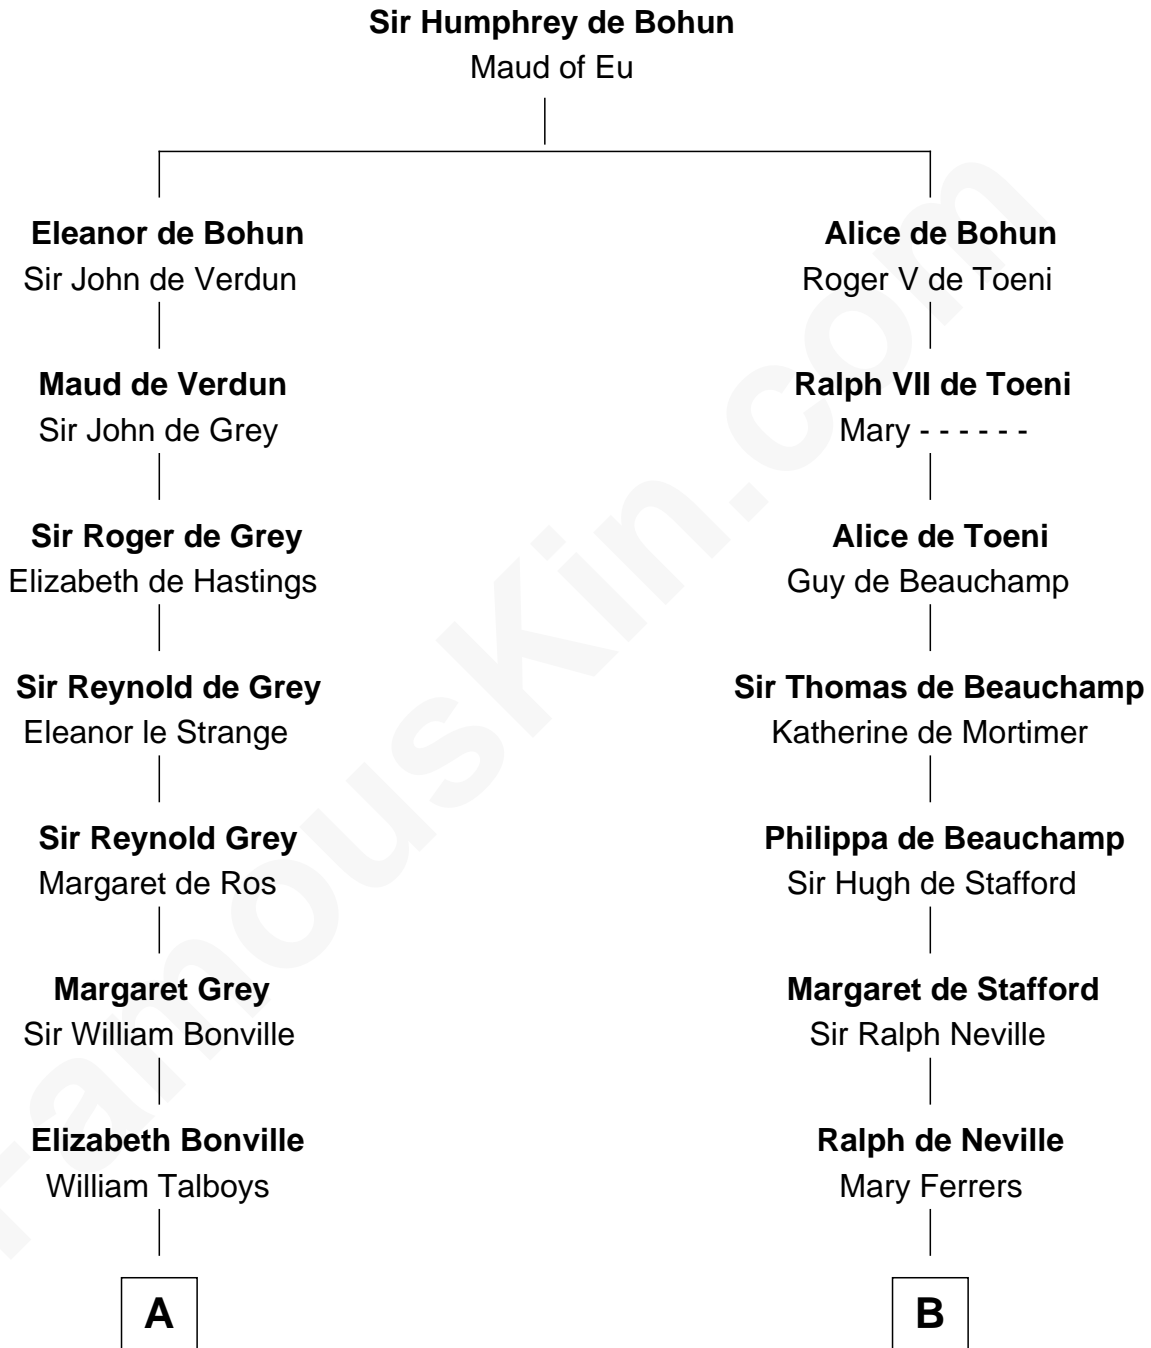 Sir Humphrey de Bohun
Maud of Eu
Eleanor de Bohun
Sir John de Verdun
Maud de Verdun
Sir John de Grey
Sir Roger de Grey
Elizabeth de Hastings
Sir Reynold de Grey
Eleanor le Strange
Sir Reynold Grey
Margaret de Ros
Margaret Grey
Sir William Bonville
Elizabeth Bonville
William Talboys
A
Alice de Bohun
Roger V de Toeni
Ralph VII de Toeni
Mary - - - - - -
Alice de Toeni
Guy de Beauchamp
Sir Thomas de Beauchamp
Katherine de Mortimer
Philippa de Beauchamp
Sir Hugh de Stafford
Margaret de Stafford
Sir Ralph Neville
Ralph de Neville
Mary Ferrers
B
FamousKin.com